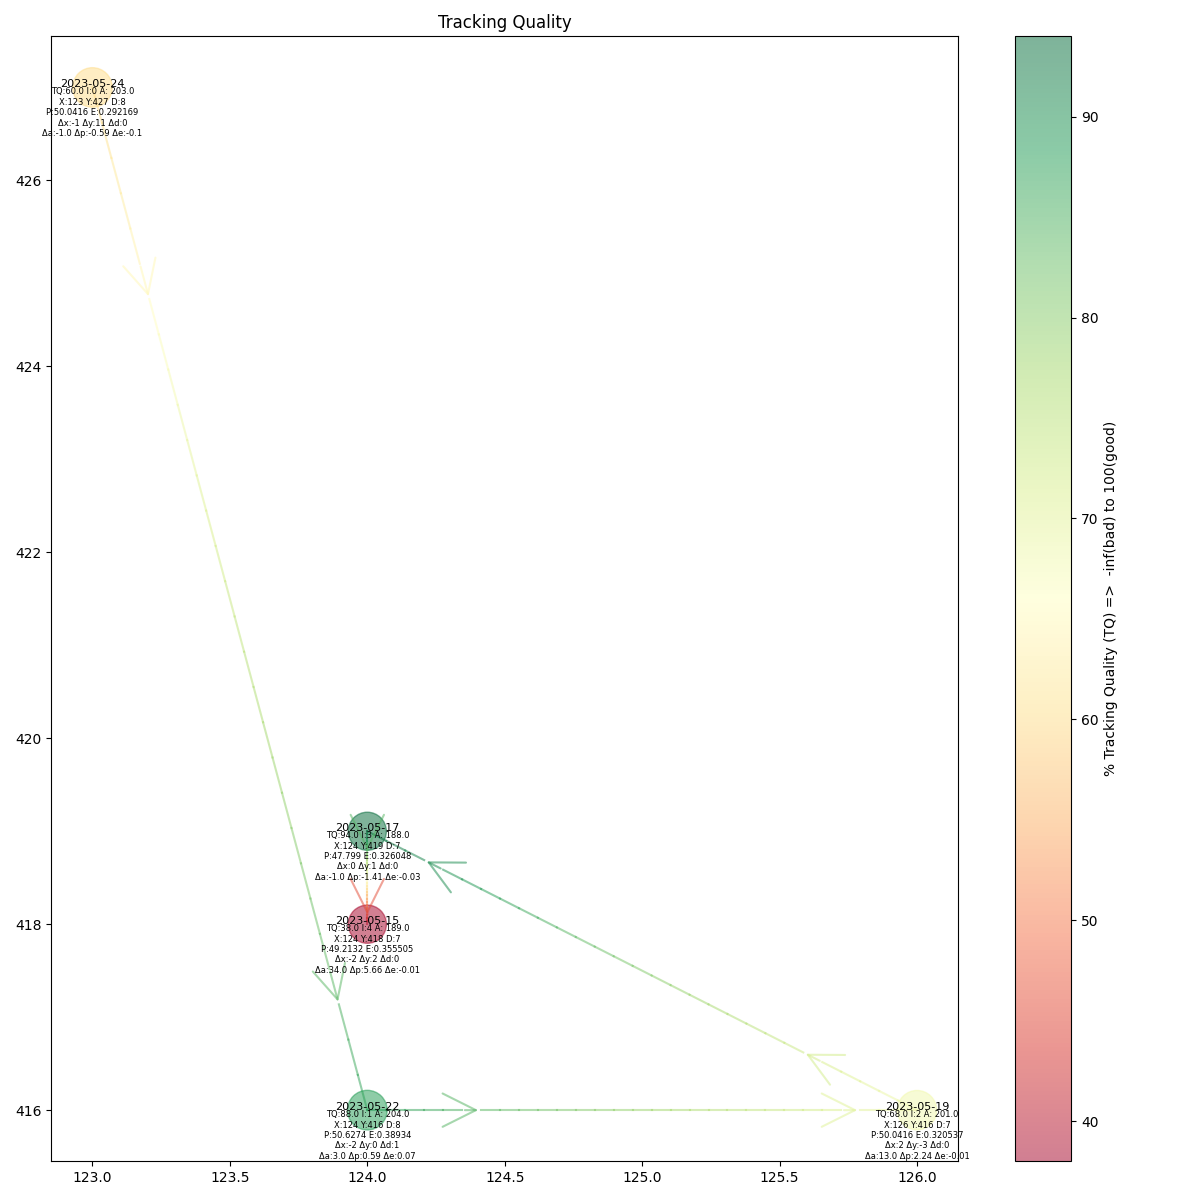 Tracking Quality
2023-05-24
TQ:60.0 I:0 A: 203.0
X:123 Y:427 D:8
P:50.0416 E:0.292169
Δx:-1 Δy:11 Δd:0
Δa:-1.0 Δp:-0.59 Δe:-0.1
2023-05-17
TQ:94.0 I:3 A: 188.0
X:124 Y:419 D:7
P:47.799 E:0.326048
Δx:0 Δy:1 Δd:0
Δa:-1.0 Δp:-1.41 Δe:-0.03
2023-05-15
TQ:38.0 I:4 A: 189.0
X:124 Y:418 D:7
P:49.2132 E:0.355505
Δx:-2 Δy:2 Δd:0
Δa:34.0 Δp:5.66 Δe:-0.01
2023-05-22
TQ:88.0 I:1 A: 204.0
X:124 Y:416 D:8
P:50.6274 E:0.38934
Δx:-2 Δy:0 Δd:1
Δa:3.0 Δp:0.59 Δe:0.07
2023-05-19
TQ:68.0 I:2 A: 201.0
X:126 Y:416 D:7
P:50.0416 E:0.320537
Δx:2 Δy:-3 Δd:0
Δa:13.0 Δp:2.24 Δe:-0.01
426
424
422
420
418
416
123.0
123.5
124.0
124.5
125.0
125.5
126.0
90
80
70
60
50
40
% Tracking Quality (TQ) => -inf(bad) to 100(good)